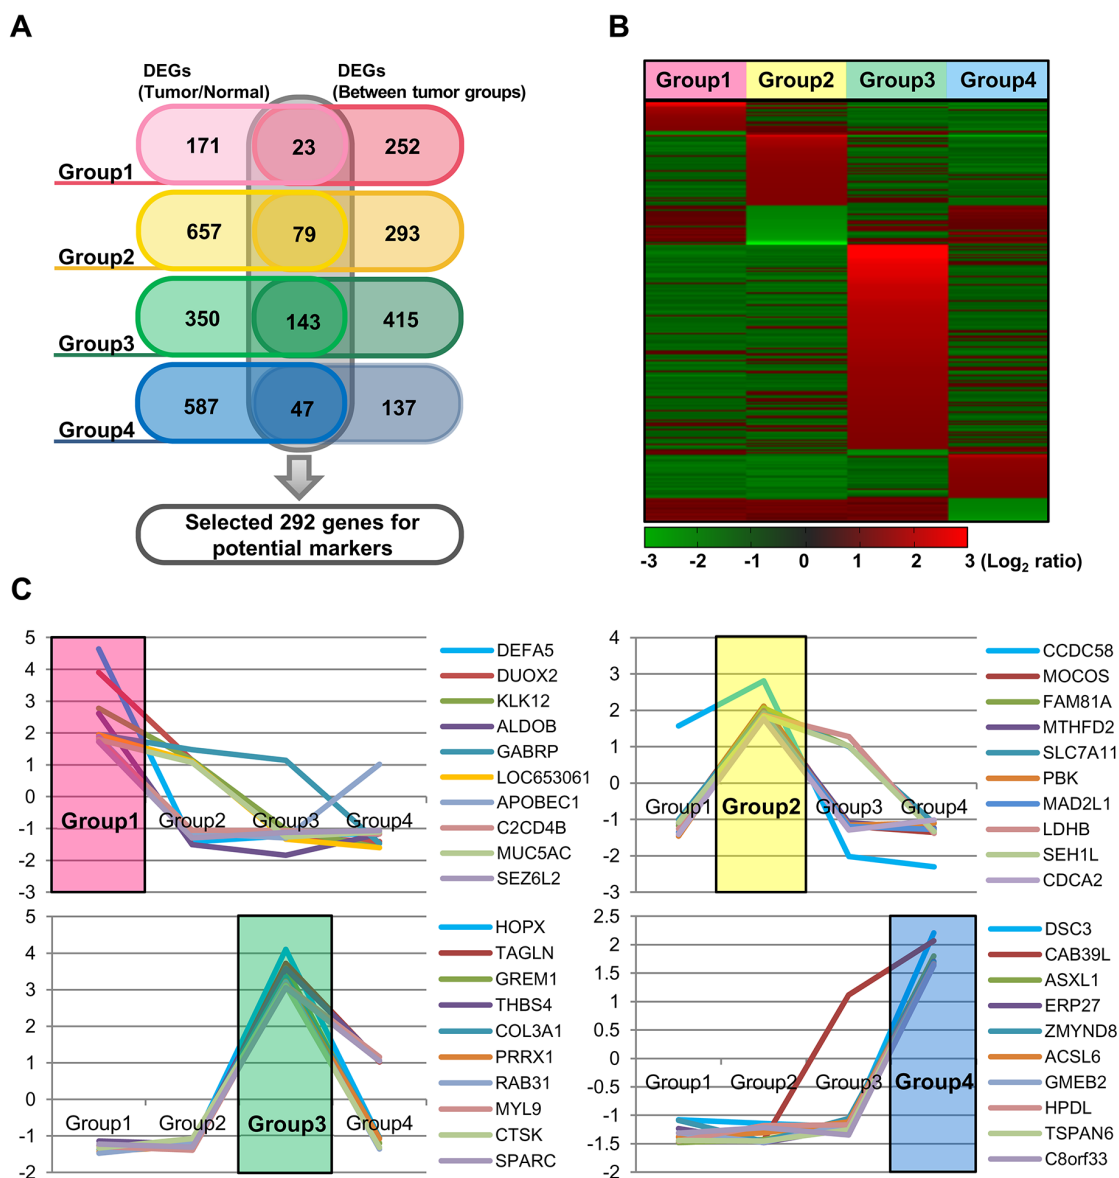 A
DEGs
(Tumor/Normal)
DEGs
(Between tumor groups)
171
23
252
Group1
657
79
293
Group2
350
143
415
Group3
587
47
137
Group4
Selected 292 genes for
potential markers
B
Group1
Group2
Group3
Group4
-3 -2 -1 0 1 2 3 (Log2 ratio)
C
5
4
3
2
1
0
-1
-2
-3
Group1
Group2
Group3
Group4
DEFA5
DUOX2
KLK12
ALDOB
GABRP
LOC653061
APOBEC1
C2CD4B
MUC5AC
SEZ6L2
4
3
2
1
0
-1
-2
-3
Group1
Group2
Group3
Group4
CCDC58
MOCOS
FAM81A
MTHFD2
SLC7A11
PBK
MAD2L1
LDHB
SEH1L
CDCA2
5
4
3
2
1
0
-1
-2
Group1
Group2
Group3
Group4
HOPX
TAGLN
GREM1
THBS4
COL3A1
PRRX1
RAB31
MYL9
CTSK
SPARC
2.5
2
1.5
1
0.5
0
-0.5
-1
-1.5
-2
Group1
Group2
Group3
Group4
DSC3
CAB39L
ASXL1
ERP27
ZMYND8
ACSL6
GMEB2
HPDL
TSPAN6
C8orf33